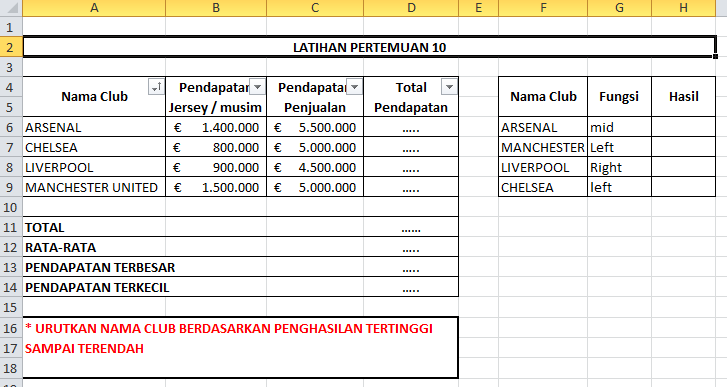 A B C D E F G H
1
2 LATIHAN PERTEMUAN 10
3
4 Nama Club Pendapatan Pendapatan Total Nama Club Fungsi Hasil
5 Jersey / musim Penjualan Pendapatan
6 ARSENAL € 1.400.000 € 5.500.000 ..... ARSENAL mid
7 CHELSEA € 800.000 € 5.000.000 ..... MANCHESTER Left
8 LIVERPOOL € 900.000 € 4.500.000 ..... LIVERPOOL Right
9 MANCHESTER UNITED € 1.500.000 € 5.000.000 ..... CHELSEA left
10
11 TOTAL ......
12 RATA-RATA .....
13 PENDAPATAN TERBESAR .....
14 PENDAPATAN TERKECIL .....
15
16 * URUTKAN NAMA CLUB BERDASARKAN PENGHASILAN TERTINGGI
17 SAMPAI TERENDAH
18